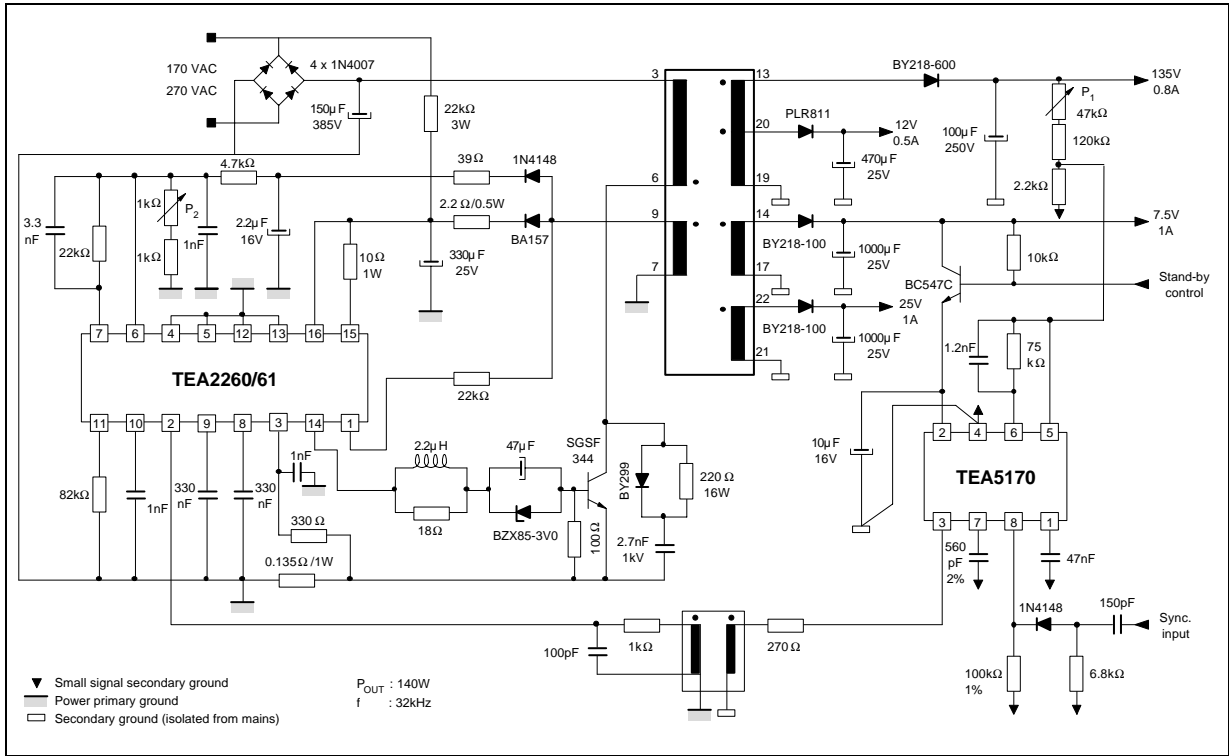 170 VAC
270 VAC
4 x 1N4007
150µF
385V
22kΩ
3W
3
6
9
7
13
20
19
14
17
22
21
BY218-600
PLR811
12V
0.5A
470µF
25V
100µF
250V
P1
47kΩ
120kΩ
2.2kΩ
135V
0.8A
4.7kΩ
39Ω
1N4148
2.2Ω/0.5W
BA157
3.3
nF
22kΩ
1kΩ
P2
1kΩ
1nF
2.2µF
16V
10Ω
1W
330µF
25V
BY218-100
1000µF
25V
7.5V
1A
10kΩ
BC547C
Stand-by
control
BY218-100
25V
1A
1000µF
25V
7
6
4
5
12
13
16
15
TEA2260/61
11
10
2
9
8
3
14
1
22kΩ
1.2nF
75
kΩ
10µF
16V
2
4
6
5
TEA5170
3
7
8
1
82kΩ
1nF
330
nF
330
nF
1nF
330Ω
0.135Ω/1W
2.2µH
18Ω
47µF
BZX85-3V0
SGSF
344
100Ω
BY299
220Ω
16W
2.7nF
1kV
560
pF
2%
47nF
1N4148
150pF
Sync.
input
100kΩ
1%
6.8kΩ
100pF
1kΩ
270Ω
Small signal secondary ground
Power primary ground
Secondary ground (isolated from mains)
POUT : 140W
f : 32kHz